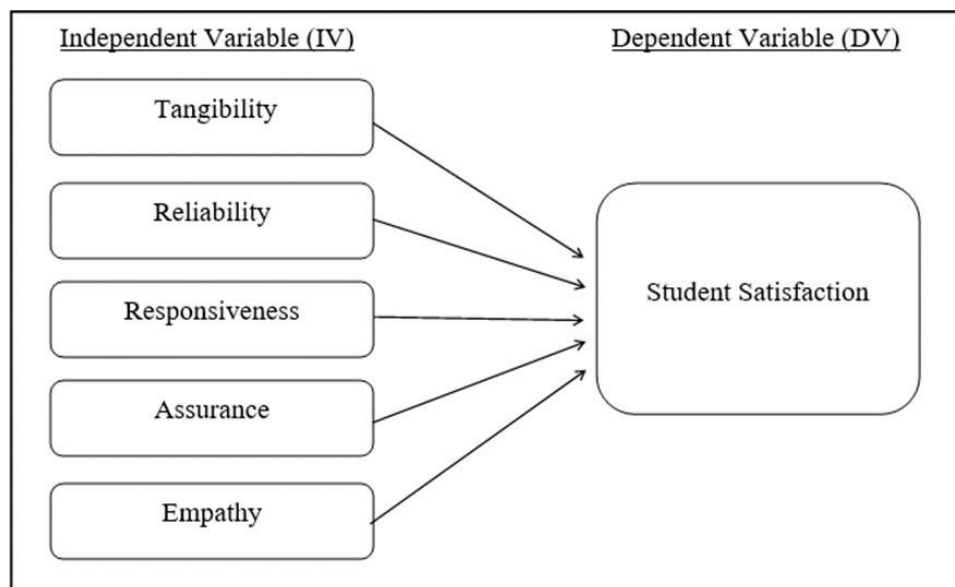 Independent Variable (IV)
Dependent Variable (DV)
Tangibility
Reliability
Responsiveness
Assurance
Empathy
Student Satisfaction